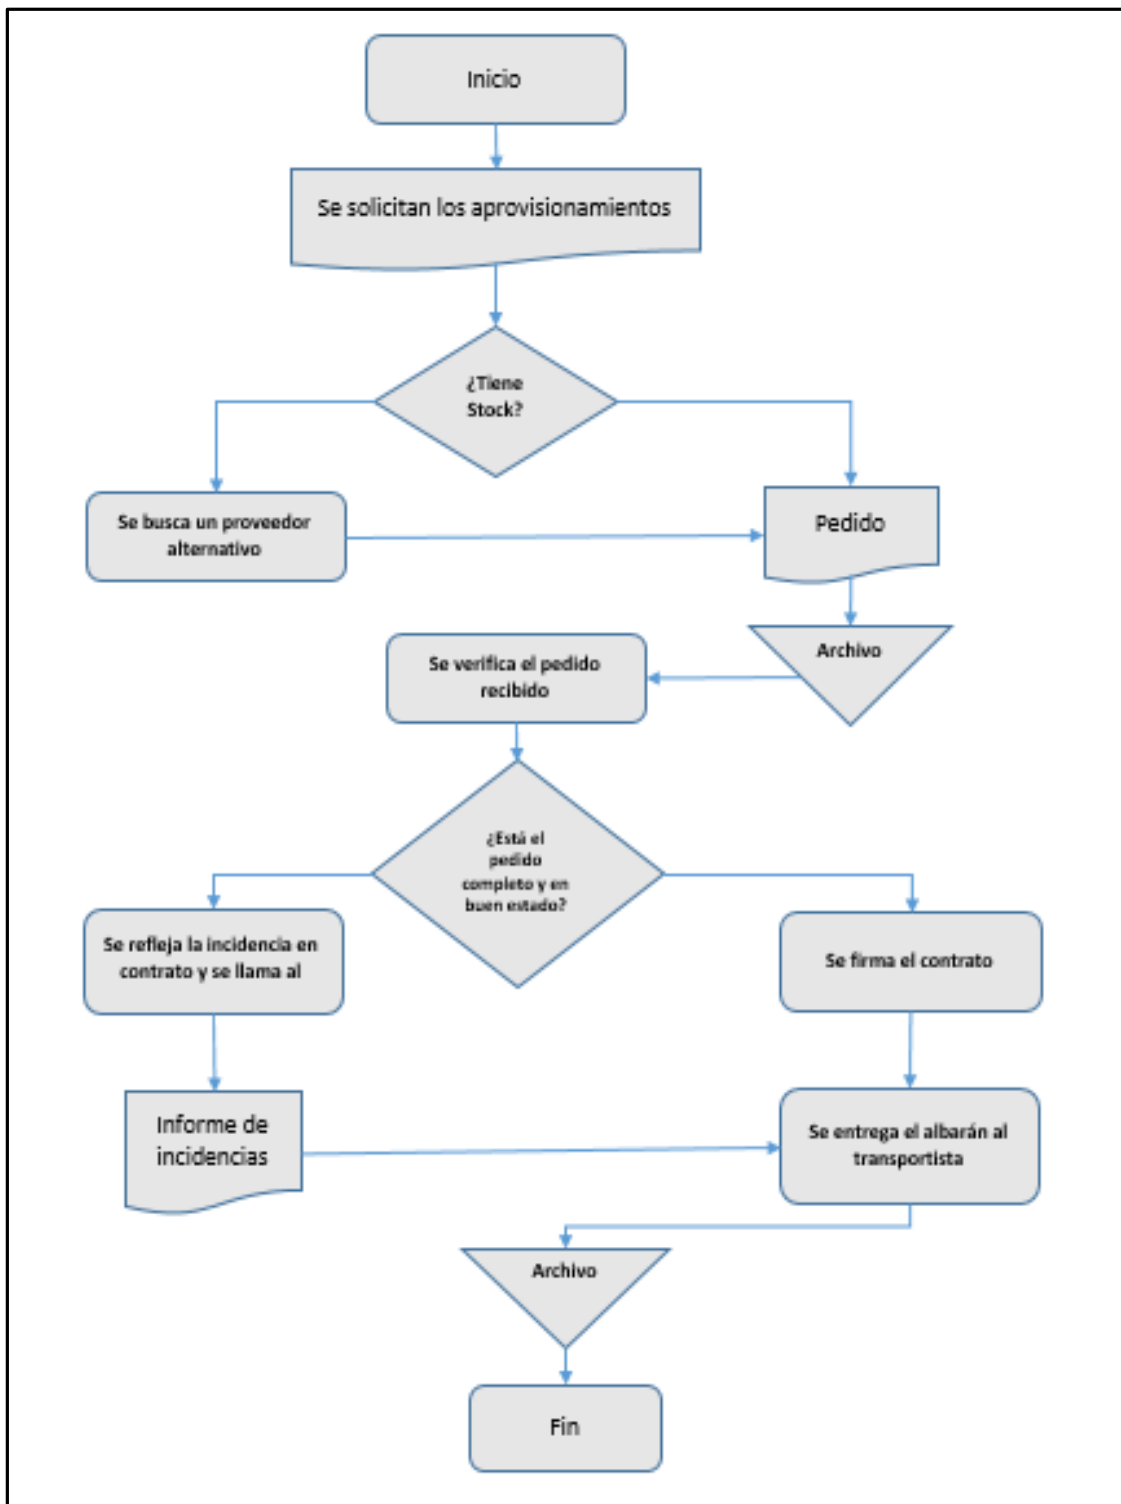 Inicio
Se solicitan los aprovisionamientos
¿Tiene
Stock?
Se busca un proveedor
alternativo
Pedido
Archivo
Se verifica el pedido
recibido
¿Está el
pedido
completo y en
buen estado?
Se refleja la incidencia en
contrato y se llama al
Se firma el contrato
Informe de
incidencias
Se entrega el albarán al
transportista
Archivo
Fin